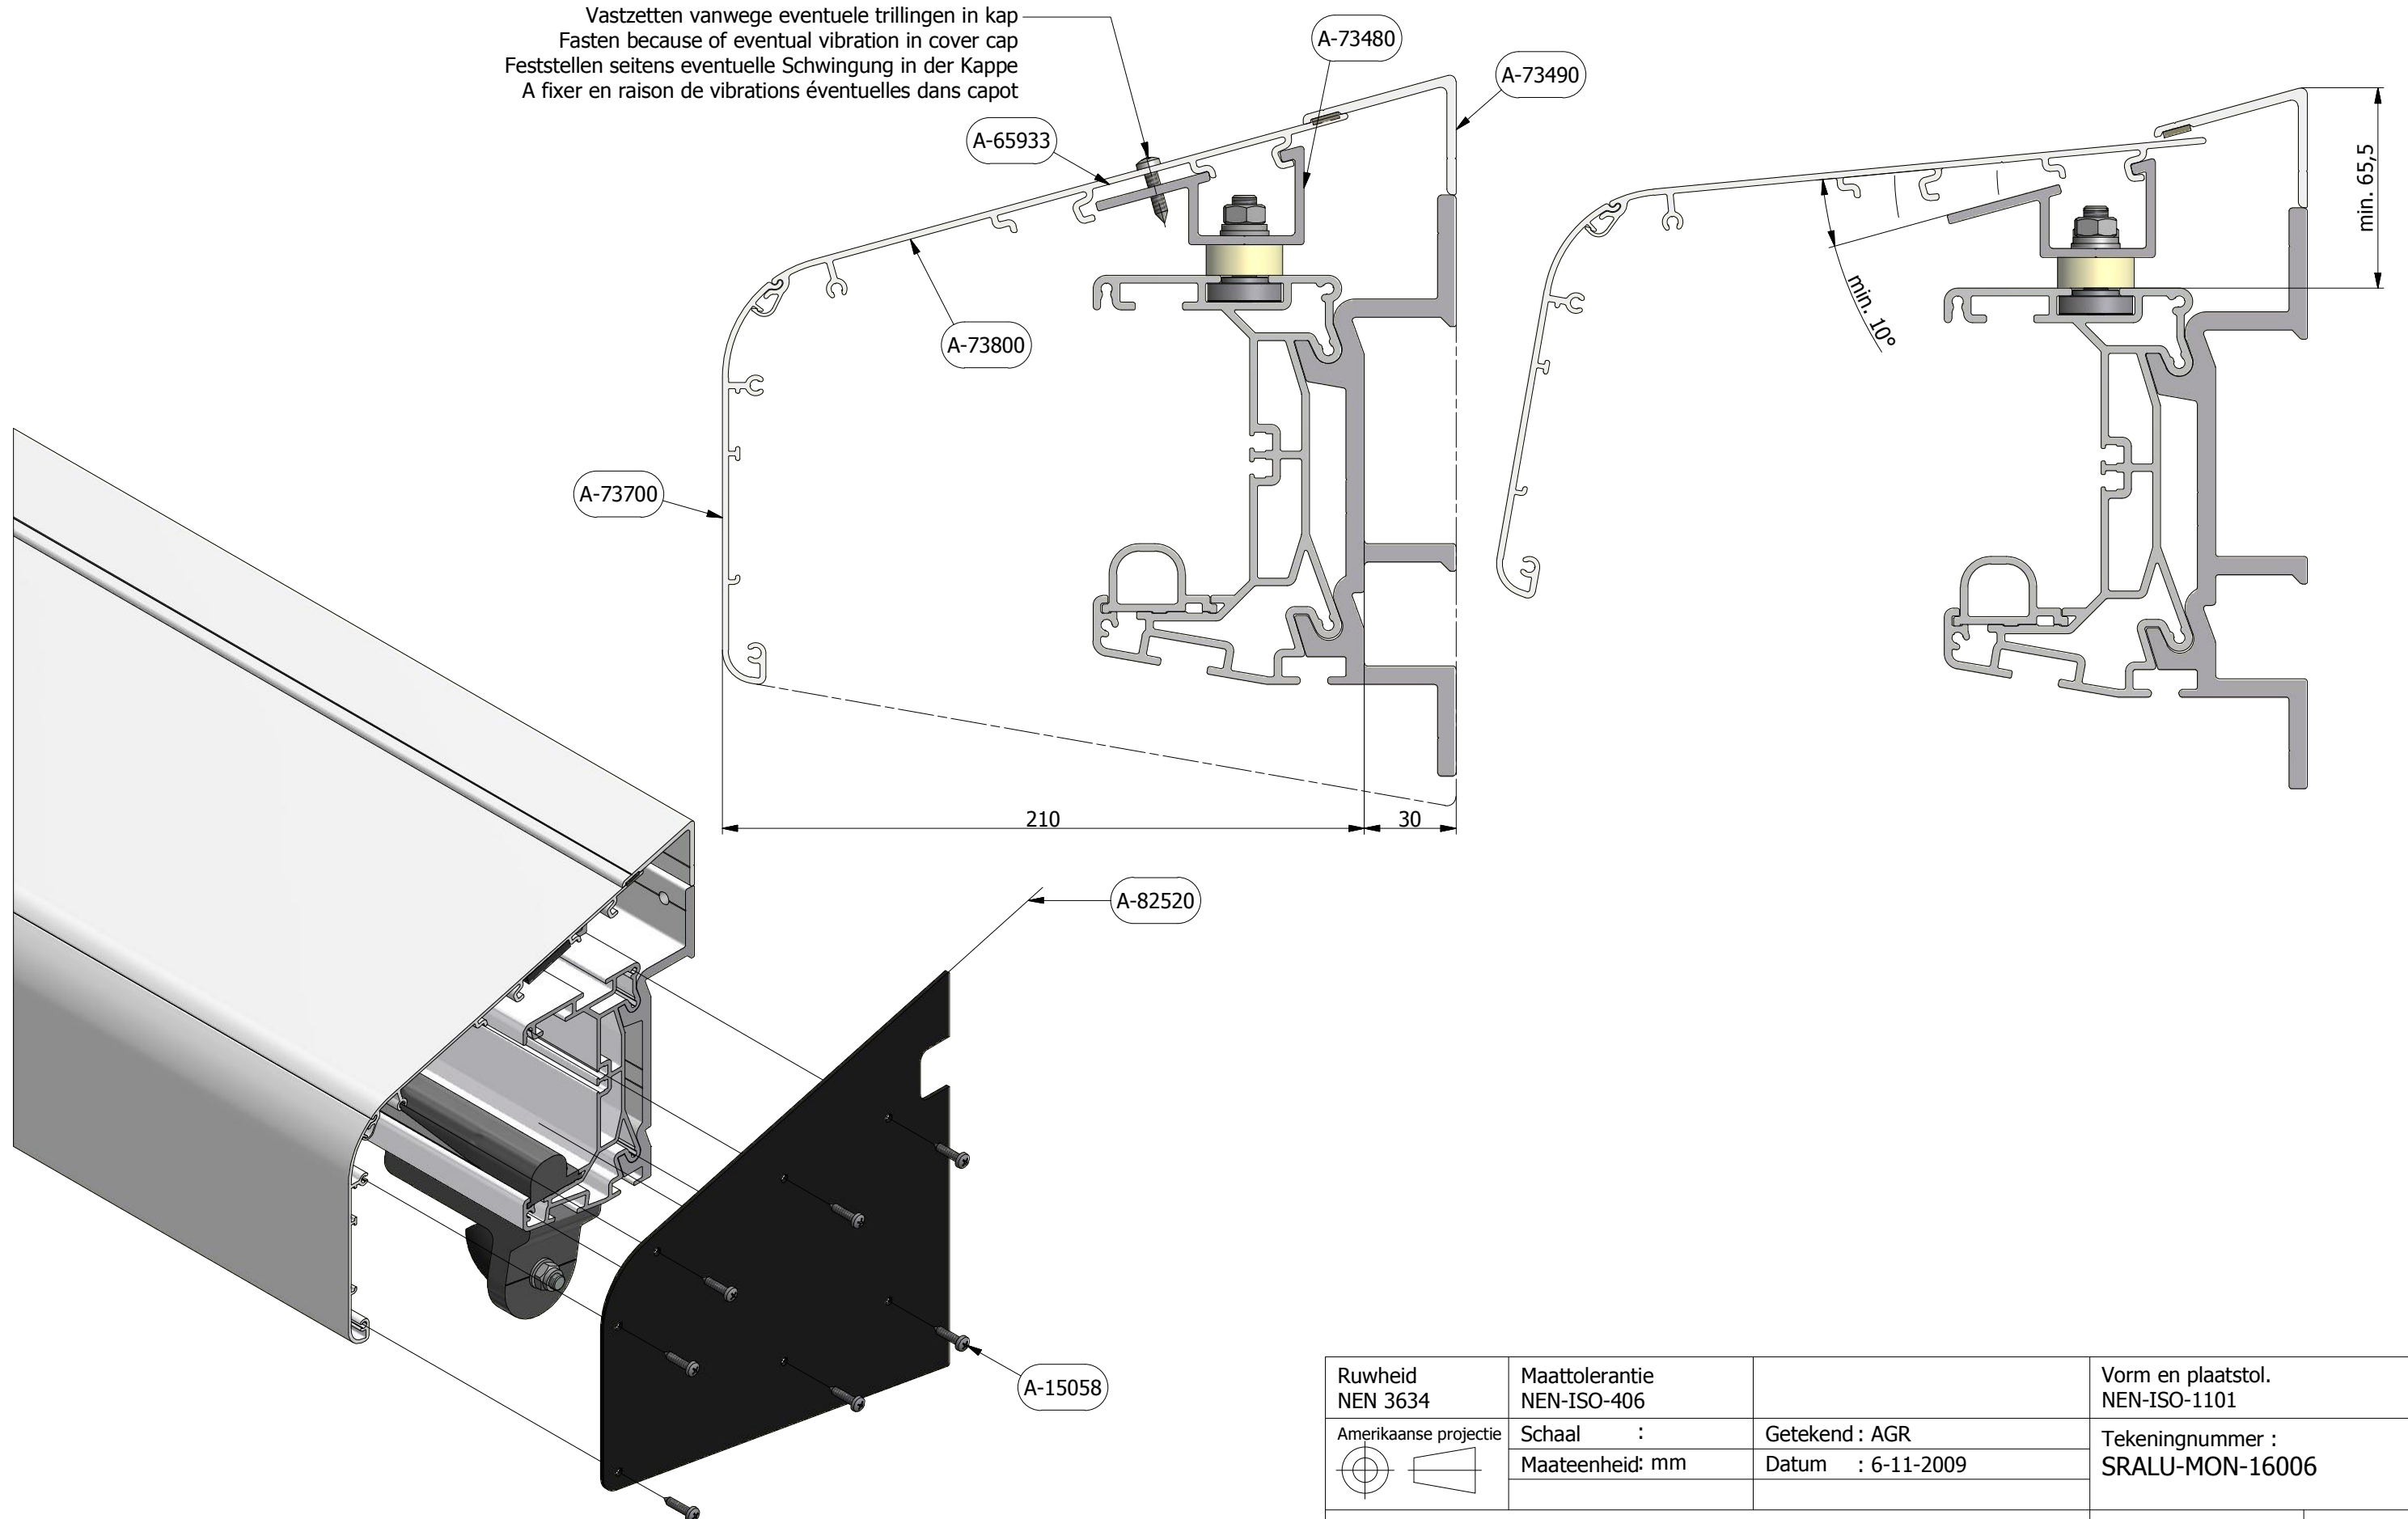 Vastzetten vanwege eventuele trillingen in kap
Fasten because of eventual vibration in cover cap
Feststellen seitens eventuelle Schwingung in der Kappe
A fixer en raison de vibrations éventuelles dans capot
A-73480
A-73490
A-65933
min. 65,5
min. 10°
A-73800
A-73700
210
30
A-82520
A-15058
Ruwheid
NEN 3634
Maattolerantie
NEN-ISO-406
Vorm en plaatstol.
NEN-ISO-1101
Amerikaanse projectie
Schaal :
Getekend : AGR
Maateenheid: mm
Datum : 6-11-2009
Tekeningnummer :
SRALU-MON-16006